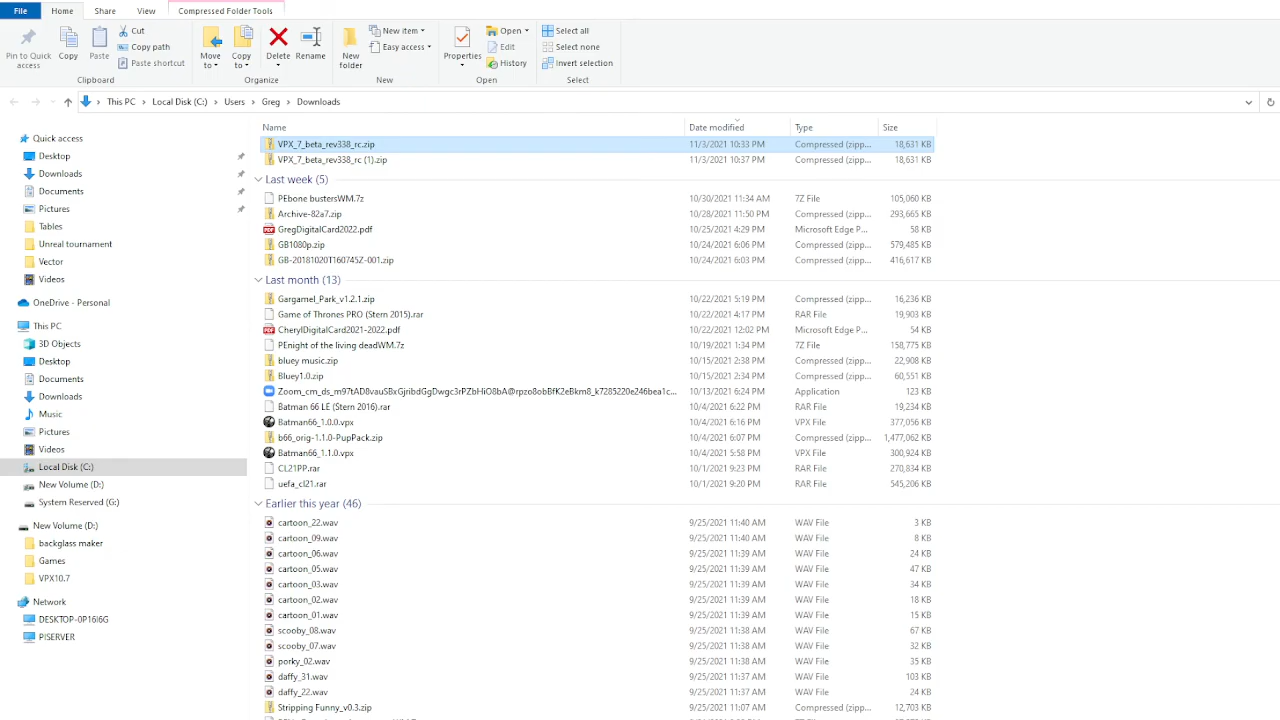 File Home Share View Compressed Folder Tools
Pin to Quick access
Copy
Paste
Cut
Copy path
Paste shortcut
Clipboard
Move to
Copy to
Delete
Rename
Organize
New folder
New item
Easy access
New
Properties
Open
Edit
History
Open
Select all
Select none
Invert selection
Select
This PC › Local Disk (C:) › Users › Greg › Downloads
Quick access
Desktop
Downloads
Documents
Pictures
Tables
Unreal tournament
Vector
Videos
OneDrive - Personal
This PC
3D Objects
Desktop
Documents
Downloads
Music
Pictures
Videos
Local Disk (C:)
New Volume (D:)
System Reserved (G:)
New Volume (D:)
backglass maker
Games
VPX10.7
Network
DESKTOP-0P16I6G
PISERVER
Name Date modified Type Size
VPX_7_beta_rev338_rc.zip 11/3/2021 10:33 PM Compressed (zipp... 18,631 KB
VPX_7_beta_rev338_rc (1).zip 11/3/2021 10:37 PM Compressed (zipp... 18,631 KB
Last week (5)
PEbone bustersWM.7z 10/30/2021 11:34 AM 7Z File 105,060 KB
Archive-82a7.zip 10/28/2021 11:50 PM Compressed (zipp... 293,665 KB
GregDigitalCard2022.pdf 10/25/2021 4:29 PM Microsoft Edge P... 58 KB
GB1080p.zip 10/24/2021 6:06 PM Compressed (zipp... 579,485 KB
GB-20181020T160745Z-001.zip 10/24/2021 6:03 PM Compressed (zipp... 416,617 KB
Last month (13)
Gargamel_Park_v1.2.1.zip 10/22/2021 5:19 PM Compressed (zipp... 16,236 KB
Game of Thrones PRO (Stern 2015).rar 10/22/2021 4:17 PM RAR File 19,903 KB
CherylDigitalCard2021-2022.pdf 10/22/2021 12:02 PM Microsoft Edge P... 54 KB
PEnight of the living deadWM.7z 10/19/2021 1:34 PM 7Z File 158,775 KB
bluey music.zip 10/15/2021 2:38 PM Compressed (zipp... 22,908 KB
Bluey1.0.zip 10/15/2021 2:34 PM Compressed (zipp... 60,551 KB
10/13/2021 6:24 PM Application 123 KB
Batman 66 LE (Stern 2016).rar 10/4/2021 6:22 PM RAR File 19,234 KB
Batman66_1.0.0.vpx 10/4/2021 6:16 PM VPX File 377,056 KB
b66_orig-1.1.0-PupPack.zip 10/4/2021 6:07 PM Compressed (zipp... 1,477,062 KB
Batman66_1.1.0.vpx 10/4/2021 5:58 PM VPX File 300,924 KB
CL21PP.rar 10/1/2021 9:23 PM RAR File 270,834 KB
uefa_cl21.rar 10/1/2021 9:20 PM RAR File 545,206 KB
Earlier this year (46)
cartoon_22.wav 9/25/2021 11:40 AM WAV File 3 KB
cartoon_09.wav 9/25/2021 11:40 AM WAV File 8 KB
cartoon_06.wav 9/25/2021 11:39 AM WAV File 24 KB
cartoon_05.wav 9/25/2021 11:39 AM WAV File 47 KB
cartoon_03.wav 9/25/2021 11:39 AM WAV File 34 KB
cartoon_02.wav 9/25/2021 11:39 AM WAV File 18 KB
cartoon_01.wav 9/25/2021 11:39 AM WAV File 15 KB
scooby_08.wav 9/25/2021 11:38 AM WAV File 67 KB
scooby_07.wav 9/25/2021 11:38 AM WAV File 32 KB
porky_02.wav 9/25/2021 11:38 AM WAV File 35 KB
daffy_31.wav 9/25/2021 11:37 AM WAV File 103 KB
daffy_22.wav 9/25/2021 11:37 AM WAV File 24 KB
Stripping Funny_v0.3.zip 9/25/2021 11:07 AM Compressed (zipp... 12,703 KB